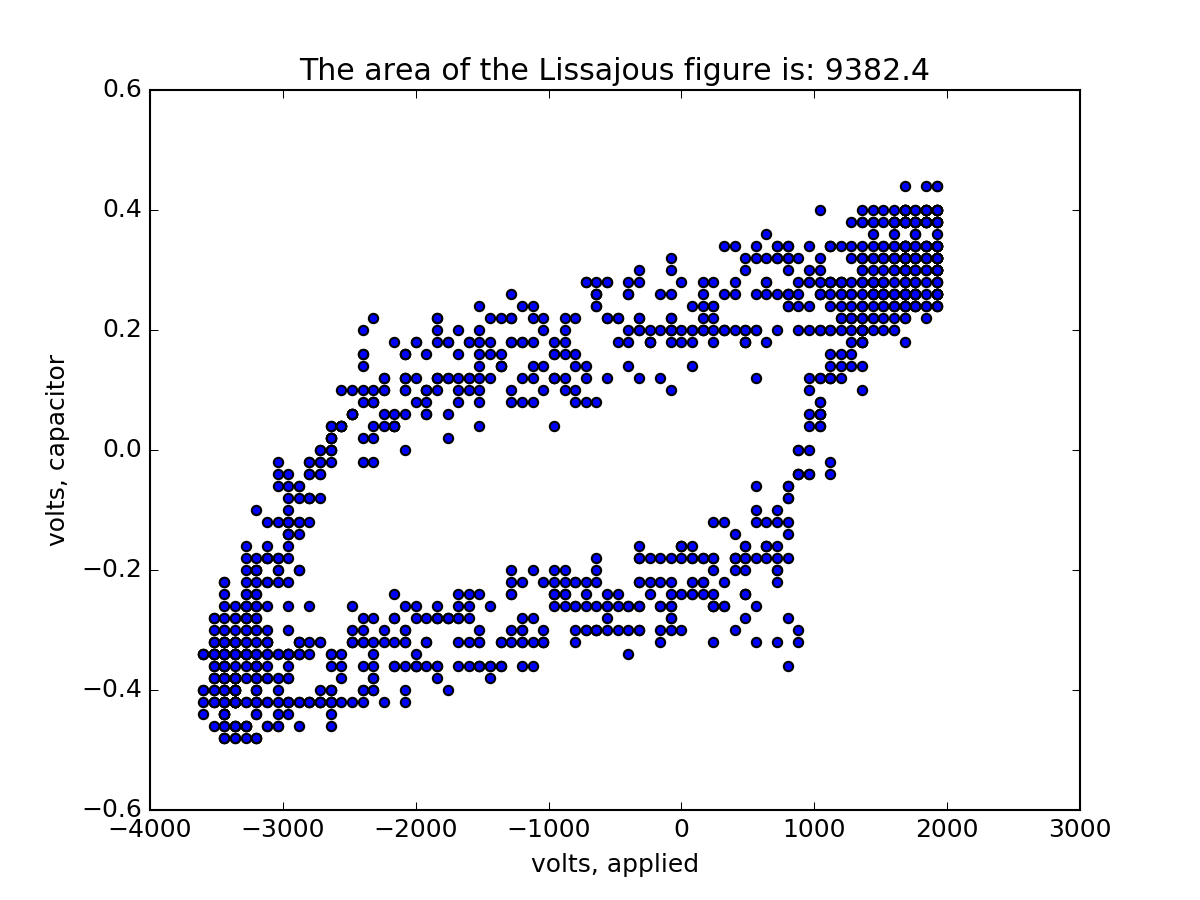 The area of the Lissajous figure is: 9382.4
0.6
0.4
0.2
0.0
−0.2
−0.4
−0.6
volts, capacitor
−4000 −3000 −2000 −1000 0 1000 2000 3000
volts, applied